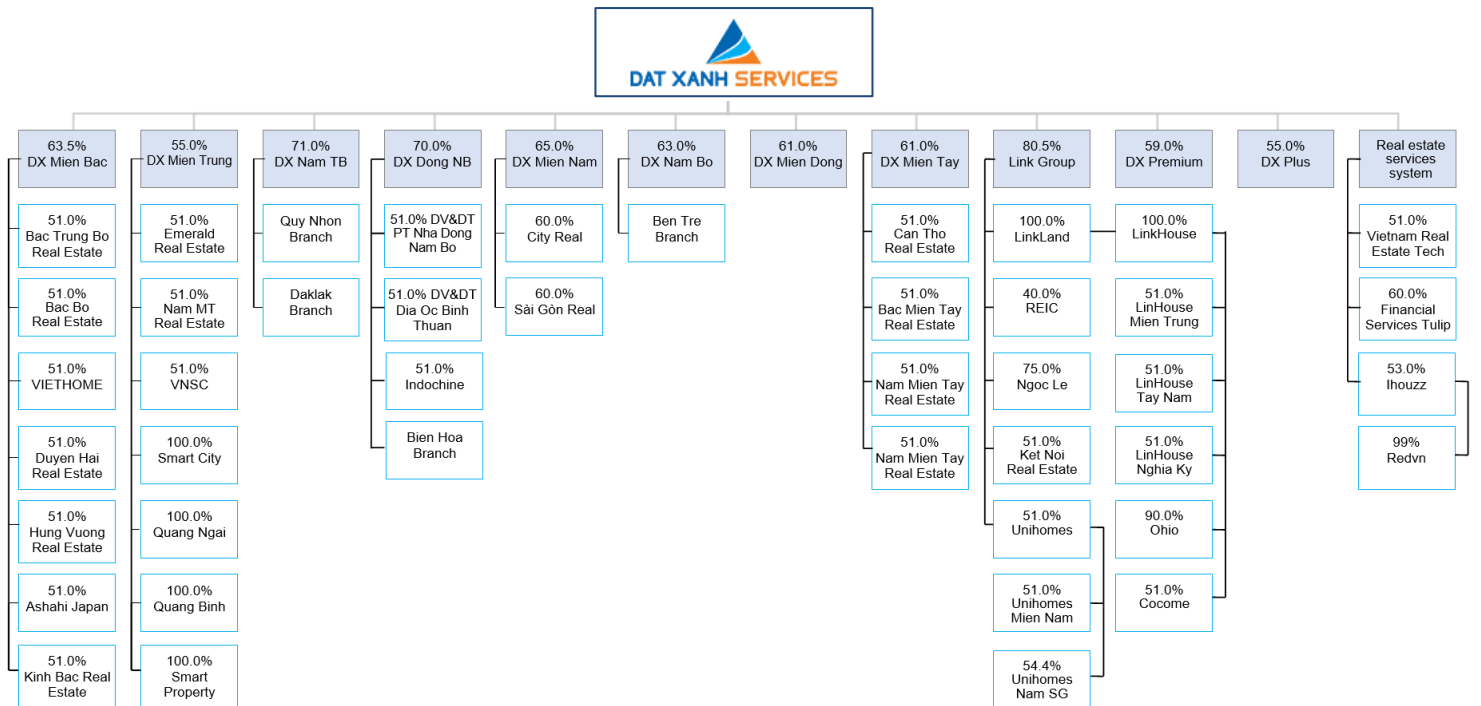 DAT XANH SERVICES
63.5%
DX Mien Bac
55.0%
DX Mien Trung
71.0%
DX Nam TB
70.0%
DX Dong NB
65.0%
DX Mien Nam
63.0%
DX Nam Bo
61.0%
DX Mien Dong
61.0%
DX Mien Tay
80.5%
Link Group
59.0%
DX Premium
55.0%
DX Plus
Real estate
services
system
51.0%
Bac Trung Bo
Real Estate
51.0%
Emerald
Real Estate
Quy Nhon
Branch
51.0% DV&DT
PT Nha Dong
Nam Bo
60.0%
City Real
Ben Tre
Branch
51.0%
Can Tho
Real Estate
100.0%
LinkLand
100.0%
LinkHouse
51.0%
Vietnam Real
Estate Tech
51.0%
Bac Bo
Real Estate
51.0%
Nam MT
Real Estate
Daklak
Branch
51.0% DV&DT
Dia Oc Binh
Thuan
60.0%
Sài Gòn Real
51.0%
Bac Mien Tay
Real Estate
40.0%
REIC
51.0%
LinHouse
Mien Trung
60.0%
Financial
Services Tulip
51.0%
VIETHOME
51.0%
VNSC
51.0%
Indochine
51.0%
Nam Mien Tay
Real Estate
75.0%
Ngoc Le
51.0%
LinHouse
Tay Nam
53.0%
Ihouzz
51.0%
Duyen Hai
Real Estate
100.0%
Smart City
Bien Hoa
Branch
51.0%
Nam Mien Tay
Real Estate
51.0%
Ket Noi
Real Estate
51.0%
LinHouse
Nghia Ky
99%
Redvn
51.0%
Hung Vuong
Real Estate
100.0%
Quang Ngai
51.0%
Unihomes
90.0%
Ohio
51.0%
Ashahi Japan
100.0%
Quang Binh
51.0%
Unihomes
Mien Nam
51.0%
Cocome
51.0%
Kinh Bac Real
Estate
100.0%
Smart
Property
54.4%
Unihomes
Nam SG